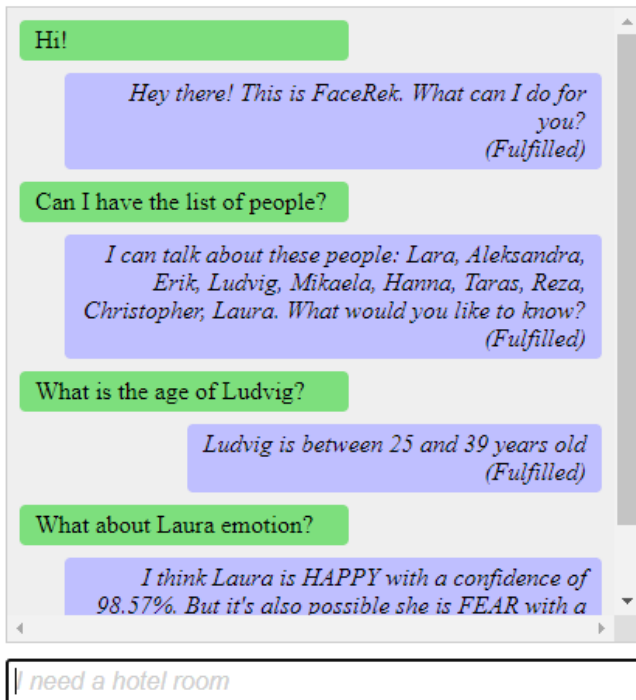 Hi!
Hey there! This is FaceRek. What can I do for
you?
(Fulfilled)
Can I have the list of people?
I can talk about these people: Lara, Aleksandra,
Erik, Ludvig, Mikaela, Hanna, Taras, Reza,
Christopher, Laura. What would you like to know?
(Fulfilled)
What is the age of Ludvig?
Ludvig is between 25 and 39 years old
(Fulfilled)
What about Laura emotion?
I think Laura is HAPPY with a confidence of
98.57%. But it's also possible she is FEAR with a
I need a hotel room